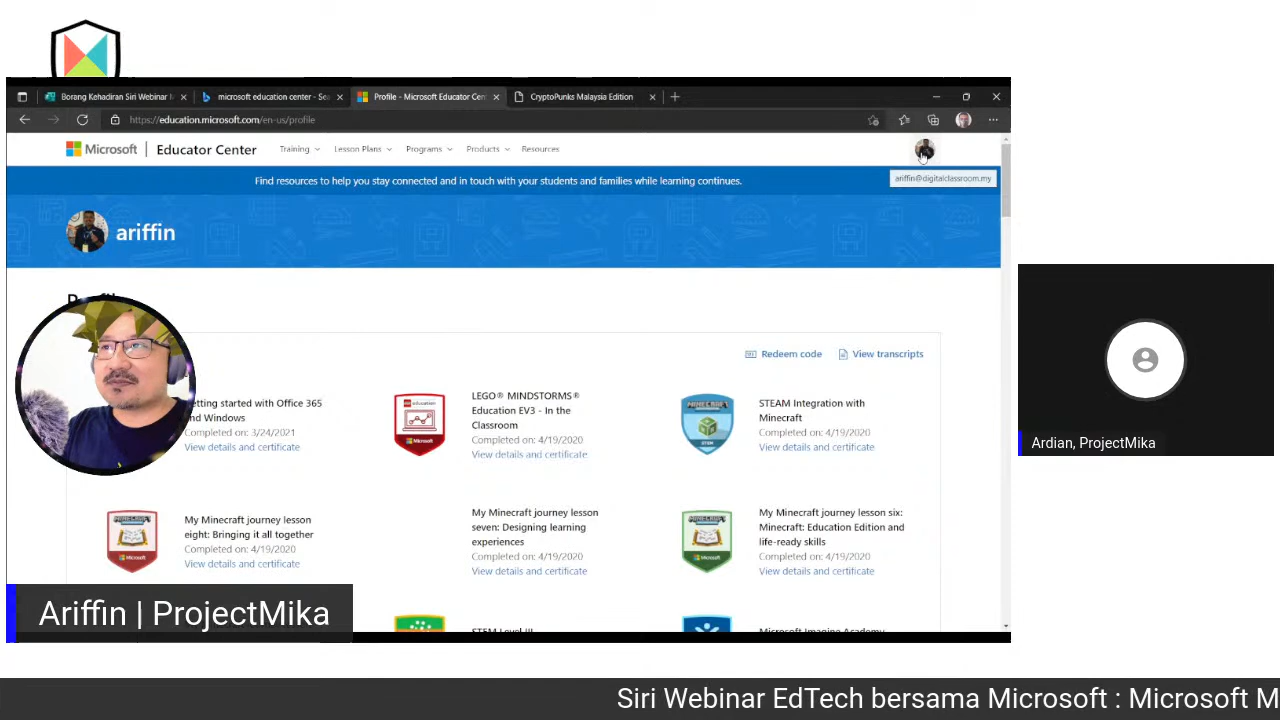 Borang Kehadiran Siri Webinar
microsoft education center - Sea
Profile - Microsoft Educator Cen
CryptoPunks Malaysia Edition
https://education.microsoft.com/en-us/profile
Microsoft | Educator Center
Training
Lesson Plans
Programs
Products
Resources
Find resources to help you stay connected and in touch with your students and families while learning continues.
ariffin@digitalclassroom.my
ariffin
Redeem code
View transcripts
etting started with Office 365
nd Windows
Completed on: 3/24/2021
View details and certificate
LEGO® MINDSTORMS®
Education EV3 - In the
Classroom
Completed on: 4/19/2020
View details and certificate
STEAM Integration with
Minecraft
Completed on: 4/19/2020
View details and certificate
My Minecraft journey lesson
eight: Bringing it all together
Completed on: 4/19/2020
View details and certificate
My Minecraft journey lesson
seven: Designing learning
experiences
Completed on: 4/19/2020
View details and certificate
My Minecraft journey lesson six:
Minecraft: Education Edition and
life-ready skills
Completed on: 4/19/2020
View details and certificate
STEM Level III
Microsoft Imagine Academy
Ariffin | ProjectMika
Ardian, ProjectMika
Siri Webinar EdTech bersama Microsoft : Microsoft M